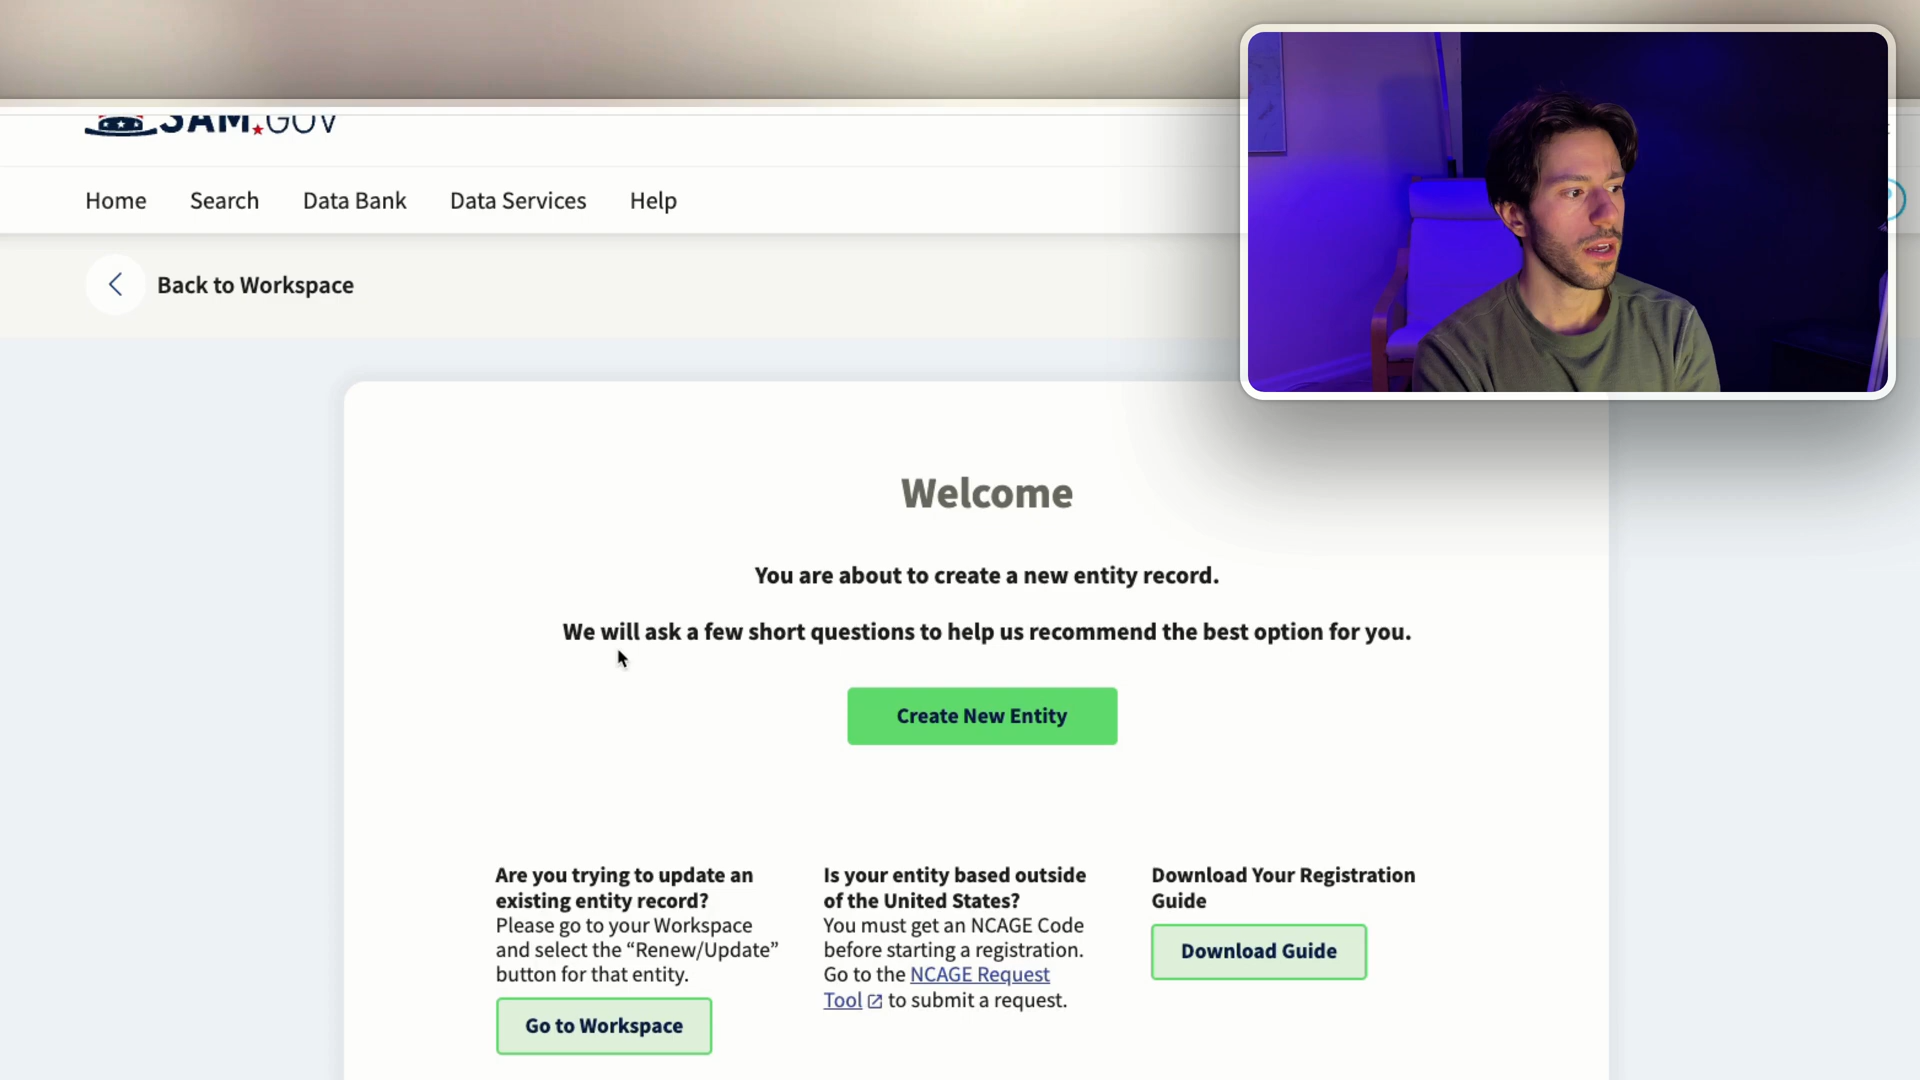 SAM.GOV
Home Search Data Bank Data Services Help
Back to Workspace
Welcome
You are about to create a new entity record.
We will ask a few short questions to help us recommend the best option for you.
Create New Entity
Are you trying to update an
existing entity record?
Please go to your Workspace
and select the “Renew/Update”
button for that entity.
Go to Workspace
Is your entity based outside
of the United States?
You must get an NCAGE Code
before starting a registration.
Go to the NCAGE Request
Tool to submit a request.
Download Your Registration
Guide
Download Guide